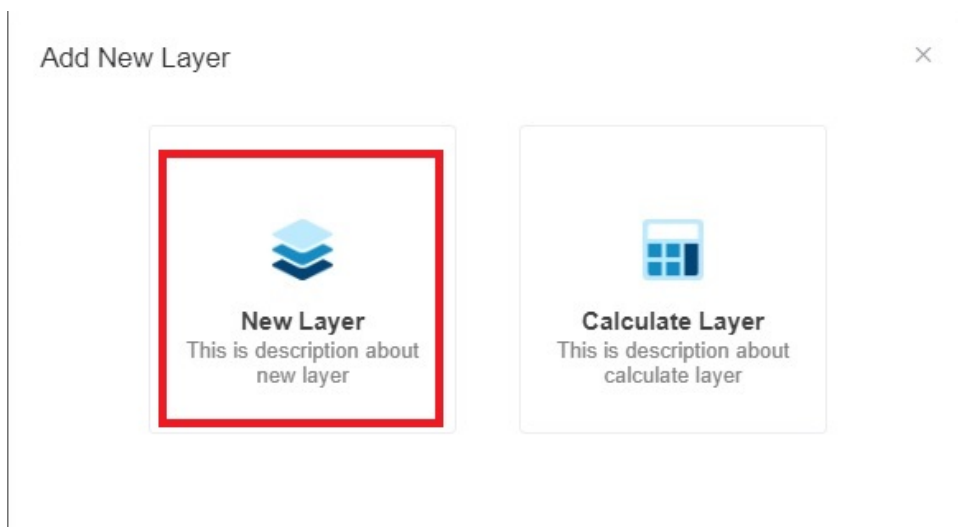 Add New Layer
New Layer
This is description about
new layer
Calculate Layer
This is description about
calculate layer